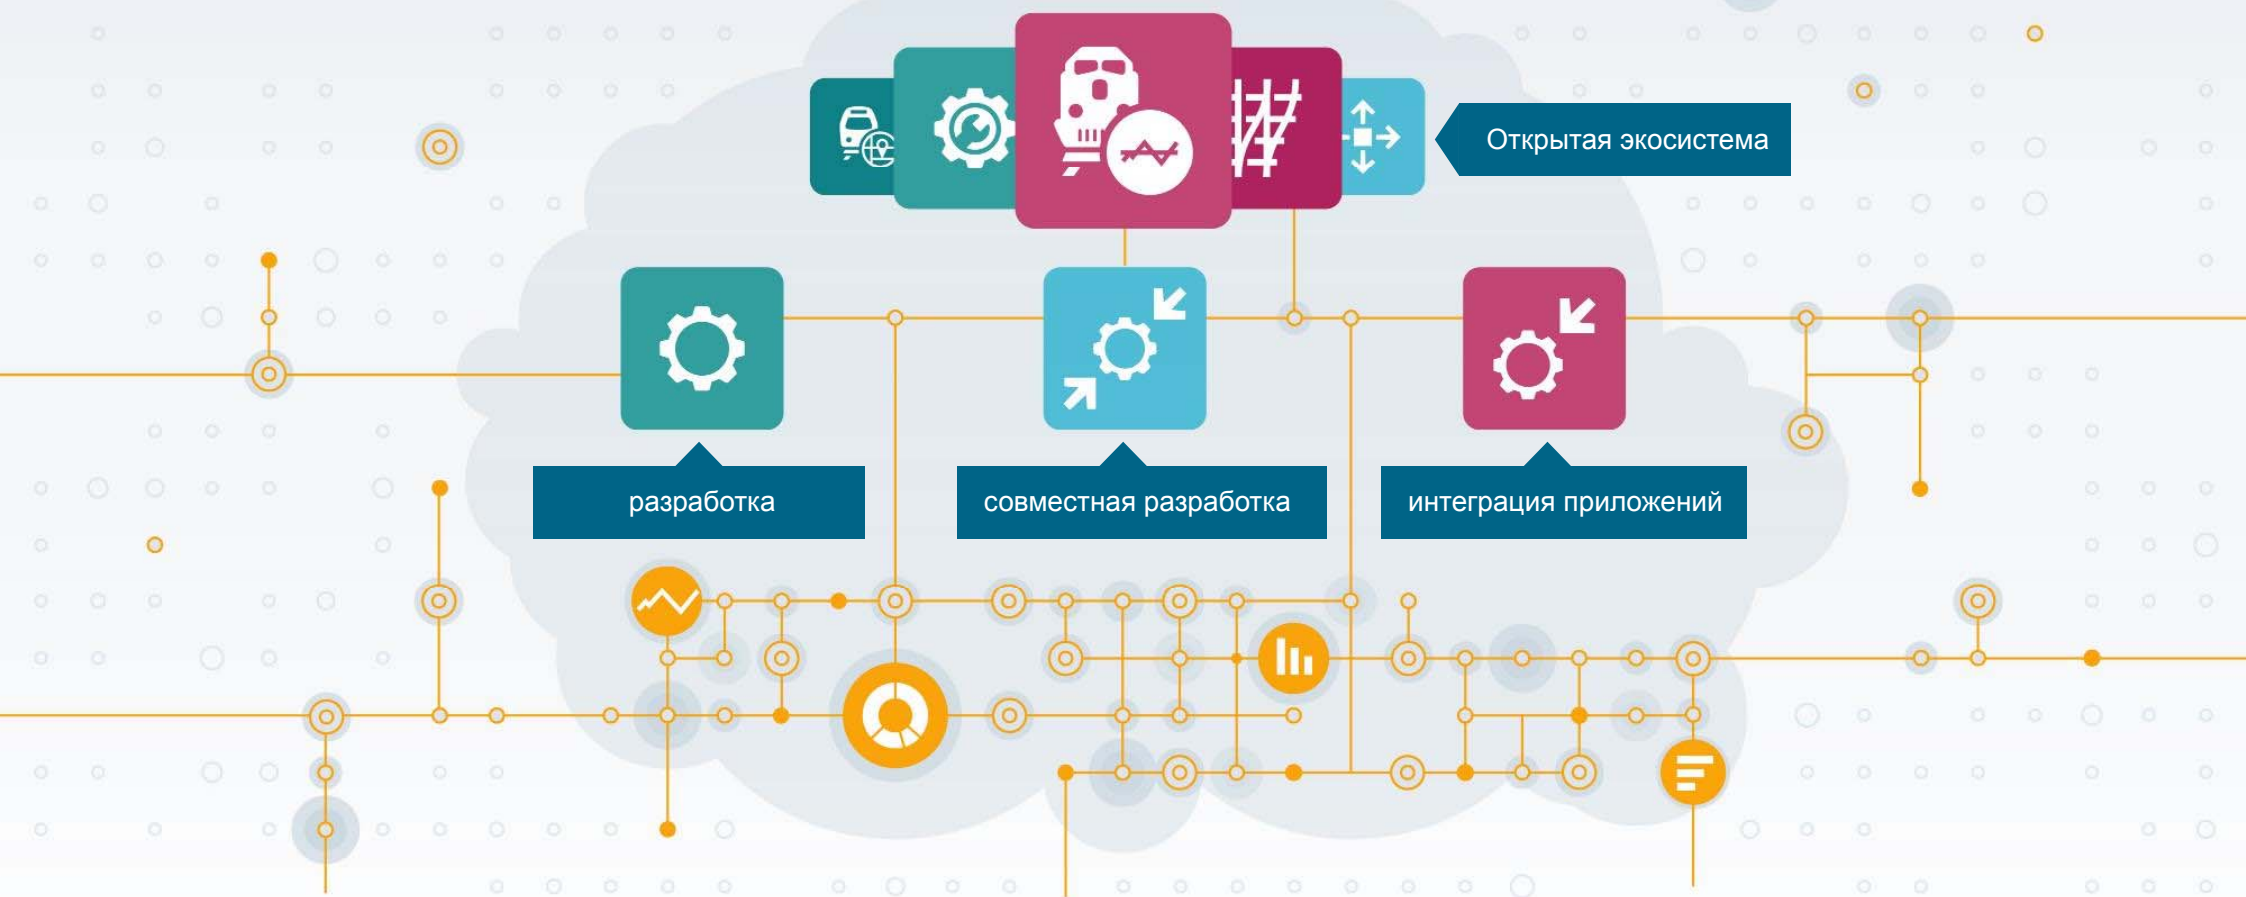 Открытая экосистема
разработка
совместная разработка
интеграция приложений